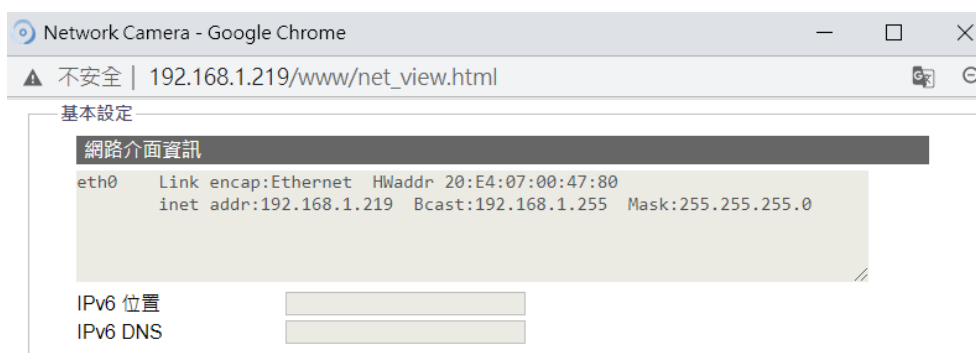 Network Camera - Google Chrome
不安全 | 192.168.1.219/www/net_view.html
基本設定
網路介面資訊
eth0 Link encap:Ethernet HWaddr 20:E4:07:00:47:80
inet addr:192.168.1.219 Bcast:192.168.1.255 Mask:255.255.255.0
IPv6 位置
IPv6 DNS